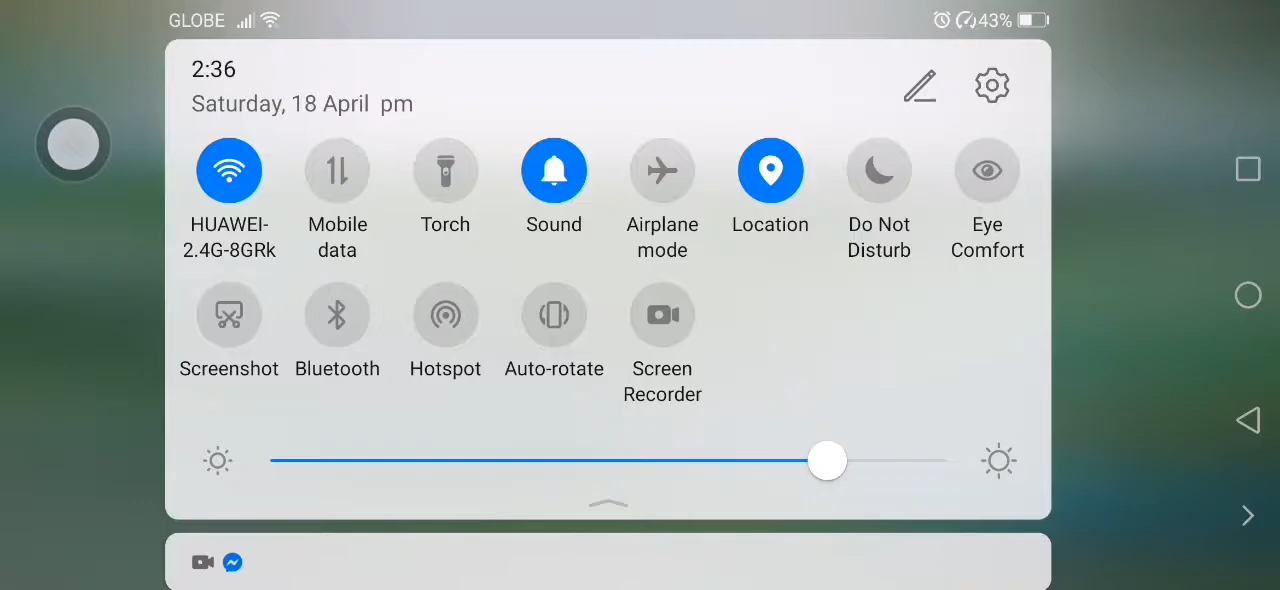 GLOBE
43%
2:36
Saturday, 18 April pm
HUAWEI-
2.4G-8GRk
Mobile
data
Torch
Sound
Airplane
mode
Location
Do Not
Disturb
Eye
Comfort
Screenshot
Bluetooth
Hotspot
Auto-rotate
Screen
Recorder